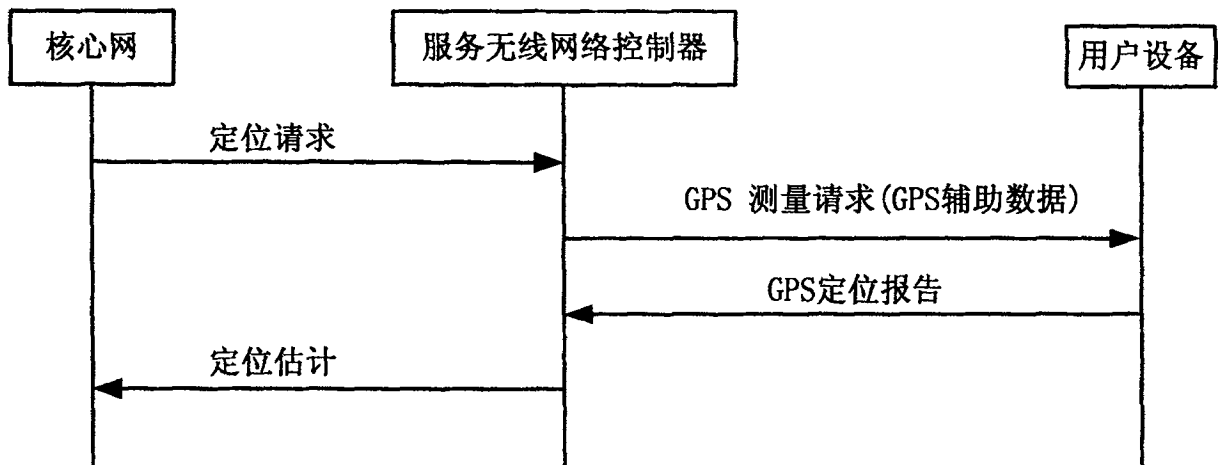 核心网
服务无线网络控制器
用户设备
定位请求
GPS 测量请求(GPS辅助数据)
GPS定位报告
定位估计